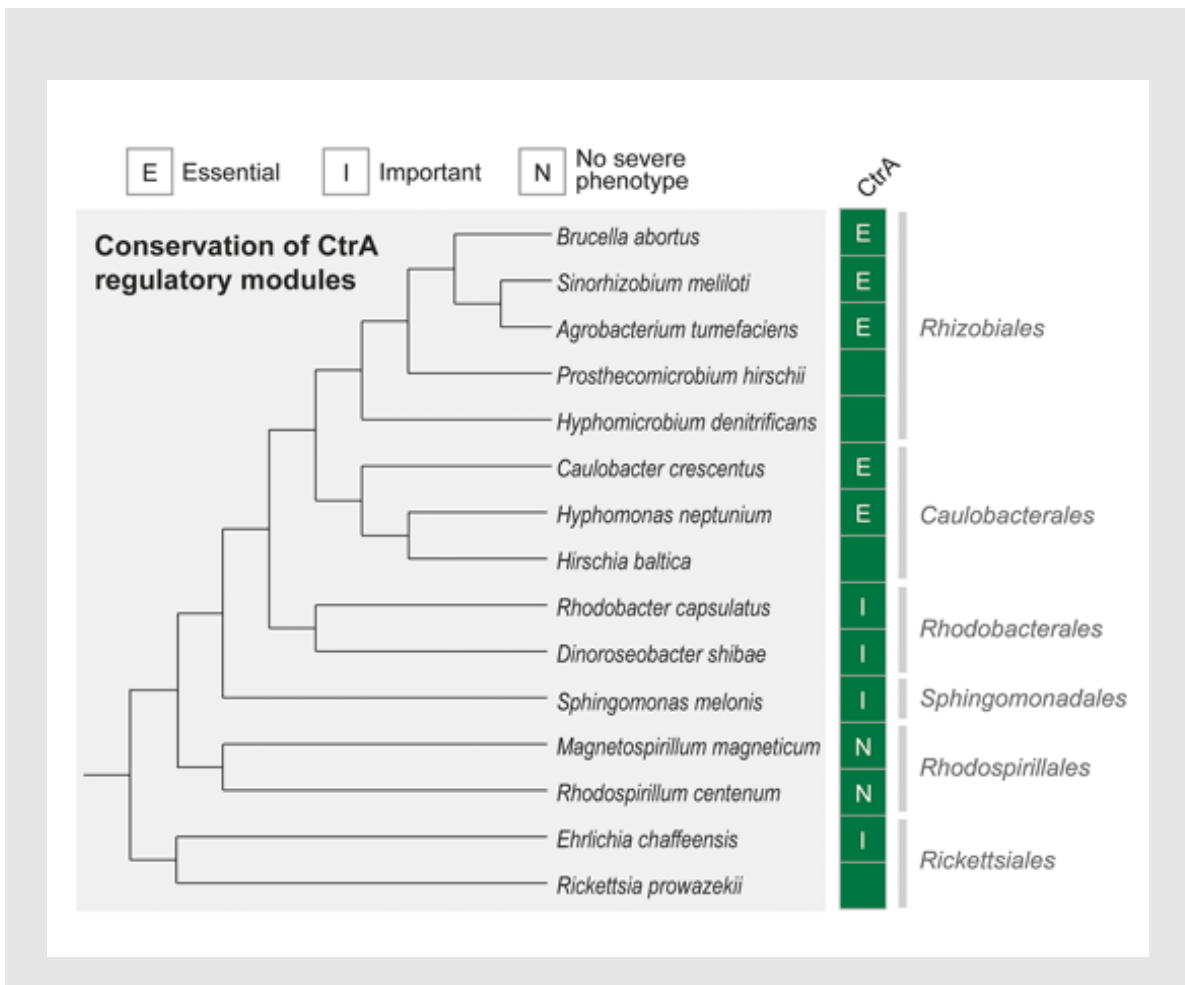 E Essential I Important N No severe
phenotype
CtrA
Conservation of CtrA
regulatory modules
Brucella abortus E
Sinorhizobium meliloti E
Agrobacterium tumefaciens E
Rhizobiales
Prosthecomicrobium hirschii
Hyphomicrobium denitrificans
Caulobacter crescentus E
Hyphomonas neptunium E
Caulobacterales
Hirschia baltica
Rhodobacter capsulatus I
Rhodobacterales
Dinoroseobacter shibae I
Sphingomonas melonis I Sphingomonadales
Magnetospirillum magneticum N
Rhodospirillales
Rhodospirillum centenum N
Ehrlichia chaffeensis I
Rickettsiales
Rickettsia prowazekii